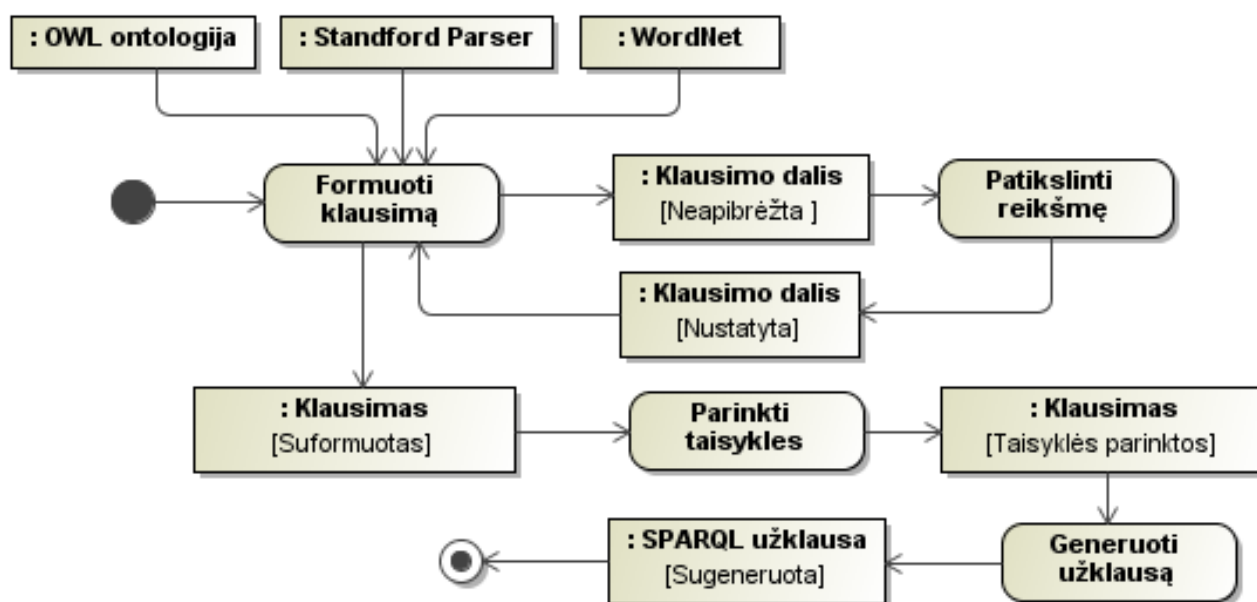 : OWL ontologija
: Standford Parser
: WordNet
Formuoti
klausimą
: Klausimo dalis
[Neapibrėžta ]
Patikslinti
reikšmę
: Klausimo dalis
[Nustatyta]
: Klausimas
[Suformuotas]
Parinkti
taisykles
: Klausimas
[Taisyklės parinktos]
: SPARQL užklausa
[Sugeneruota]
Generuoti
užklausą